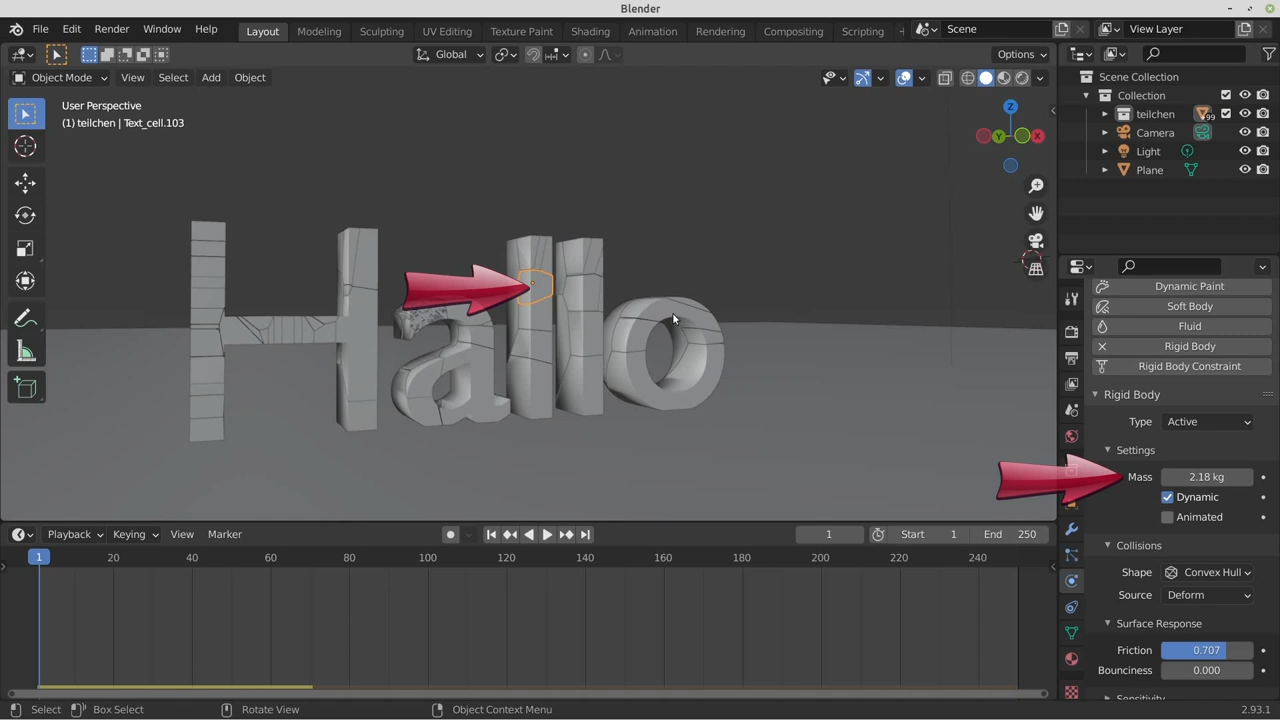 Blender
File Edit Render Window Help Layout Modeling Sculpting UV Editing Texture Paint Shading Animation Compositing Rendering Scripting Scene View Layer
Global Options
Object Mode View Select Add Object
User Perspective
(1) teilchen | Text_cell.103
Z
Y
X
Hallo
Scene Collection
Collection
teilchen 99
Camera
Light
Plane
Dynamic Paint
Soft Body
Fluid
Rigid Body
Rigid Body Constraint
Rigid Body
Type Active
Settings
Mass 2.18 kg
Dynamic
Animated
Collisions
Shape Convex Hull
Source Deform
Surface Response
Friction 0.707
Bounciness 0.000
Sensitivity
Playback Keying View Marker 1 Start 1 End 250
1 20 40 60 80 100 120 140 160 180 200 220 240
Select Box Select Rotate View Object Context Menu 2.93.1